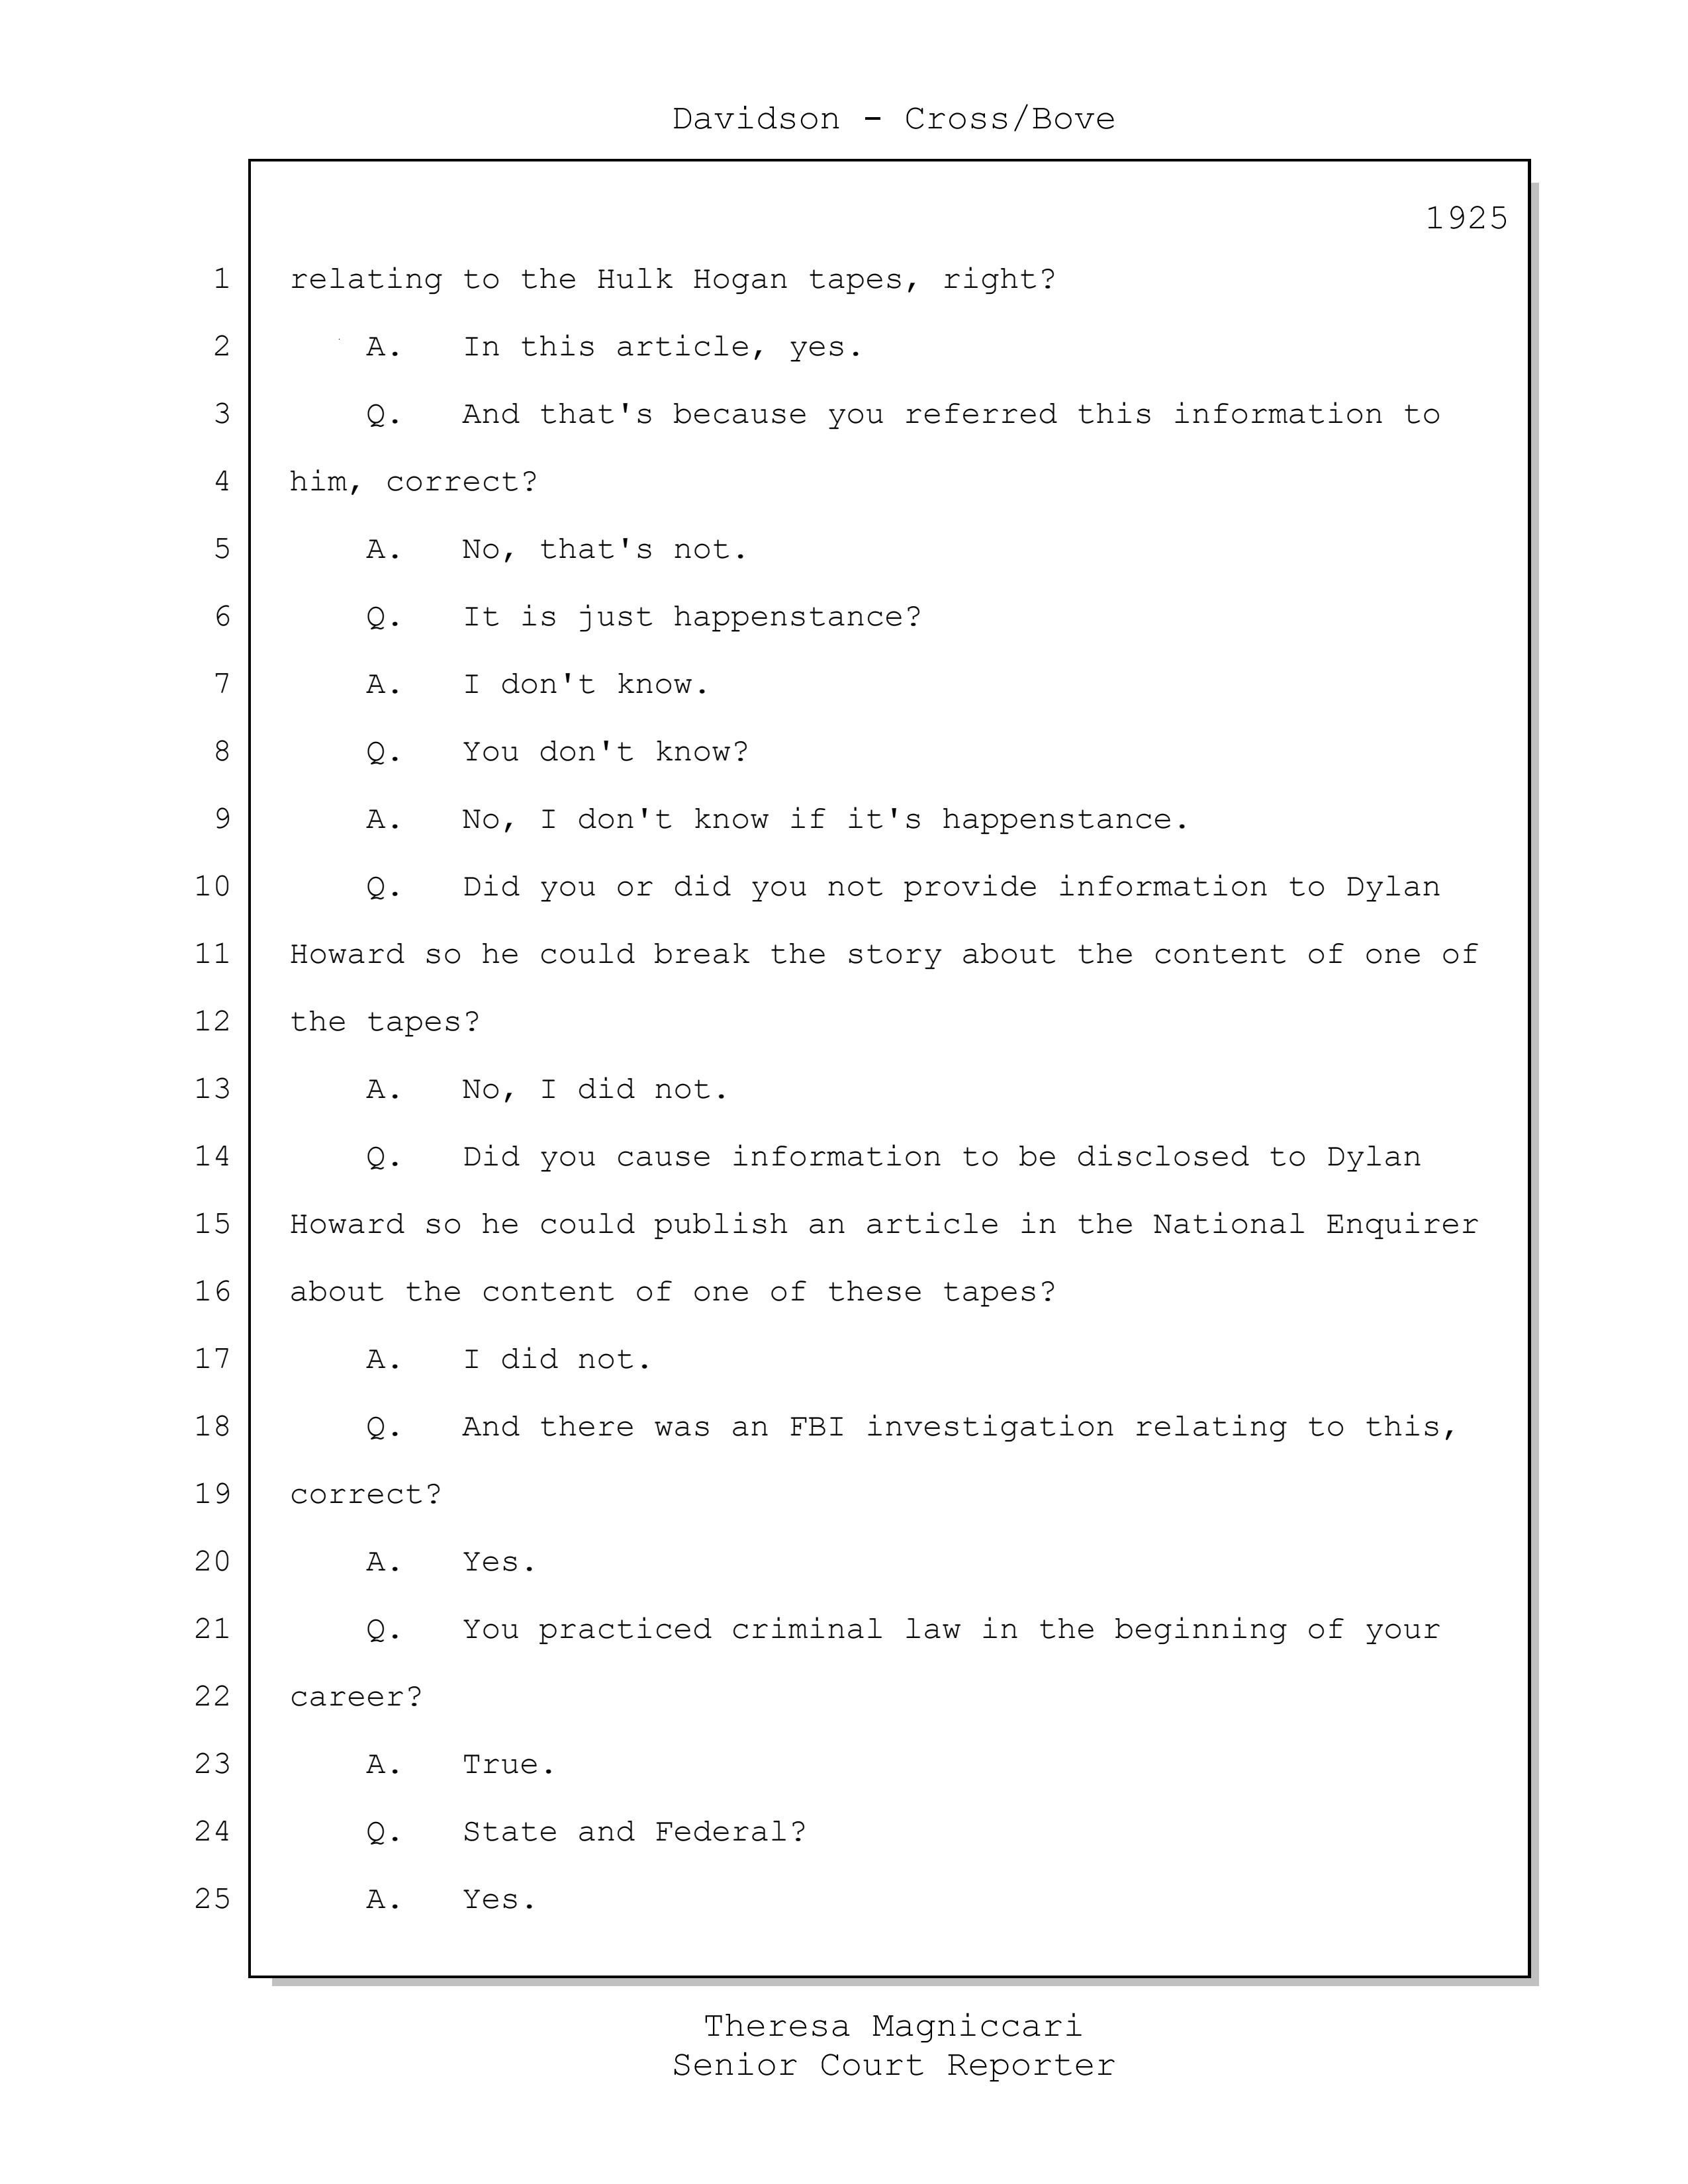 Davidson - Cross/Bove
1925
1 relating to the Hulk Hogan tapes, right?
2 A. In this article, yes.
3 Q. And that's because you referred this information to
4 him, correct?
5 A. No, that's not.
6 Q. It is just happenstance?
7 A. I don't know.
8 Q. You don't know?
9 A. No, I don't know if it's happenstance.
10 Q. Did you or did you not provide information to Dylan
11 Howard so he could break the story about the content of one of
12 the tapes?
13 A. No, I did not.
14 Q. Did you cause information to be disclosed to Dylan
15 Howard so he could publish an article in the National Enquirer
16 about the content of one of these tapes?
17 A. I did not.
18 Q. And there was an FBI investigation relating to this,
19 correct?
20 A. Yes.
21 Q. You practiced criminal law in the beginning of your
22 career?
23 A. True.
24 Q. State and Federal?
25 A. Yes.
Theresa Magniccari
Senior Court Reporter